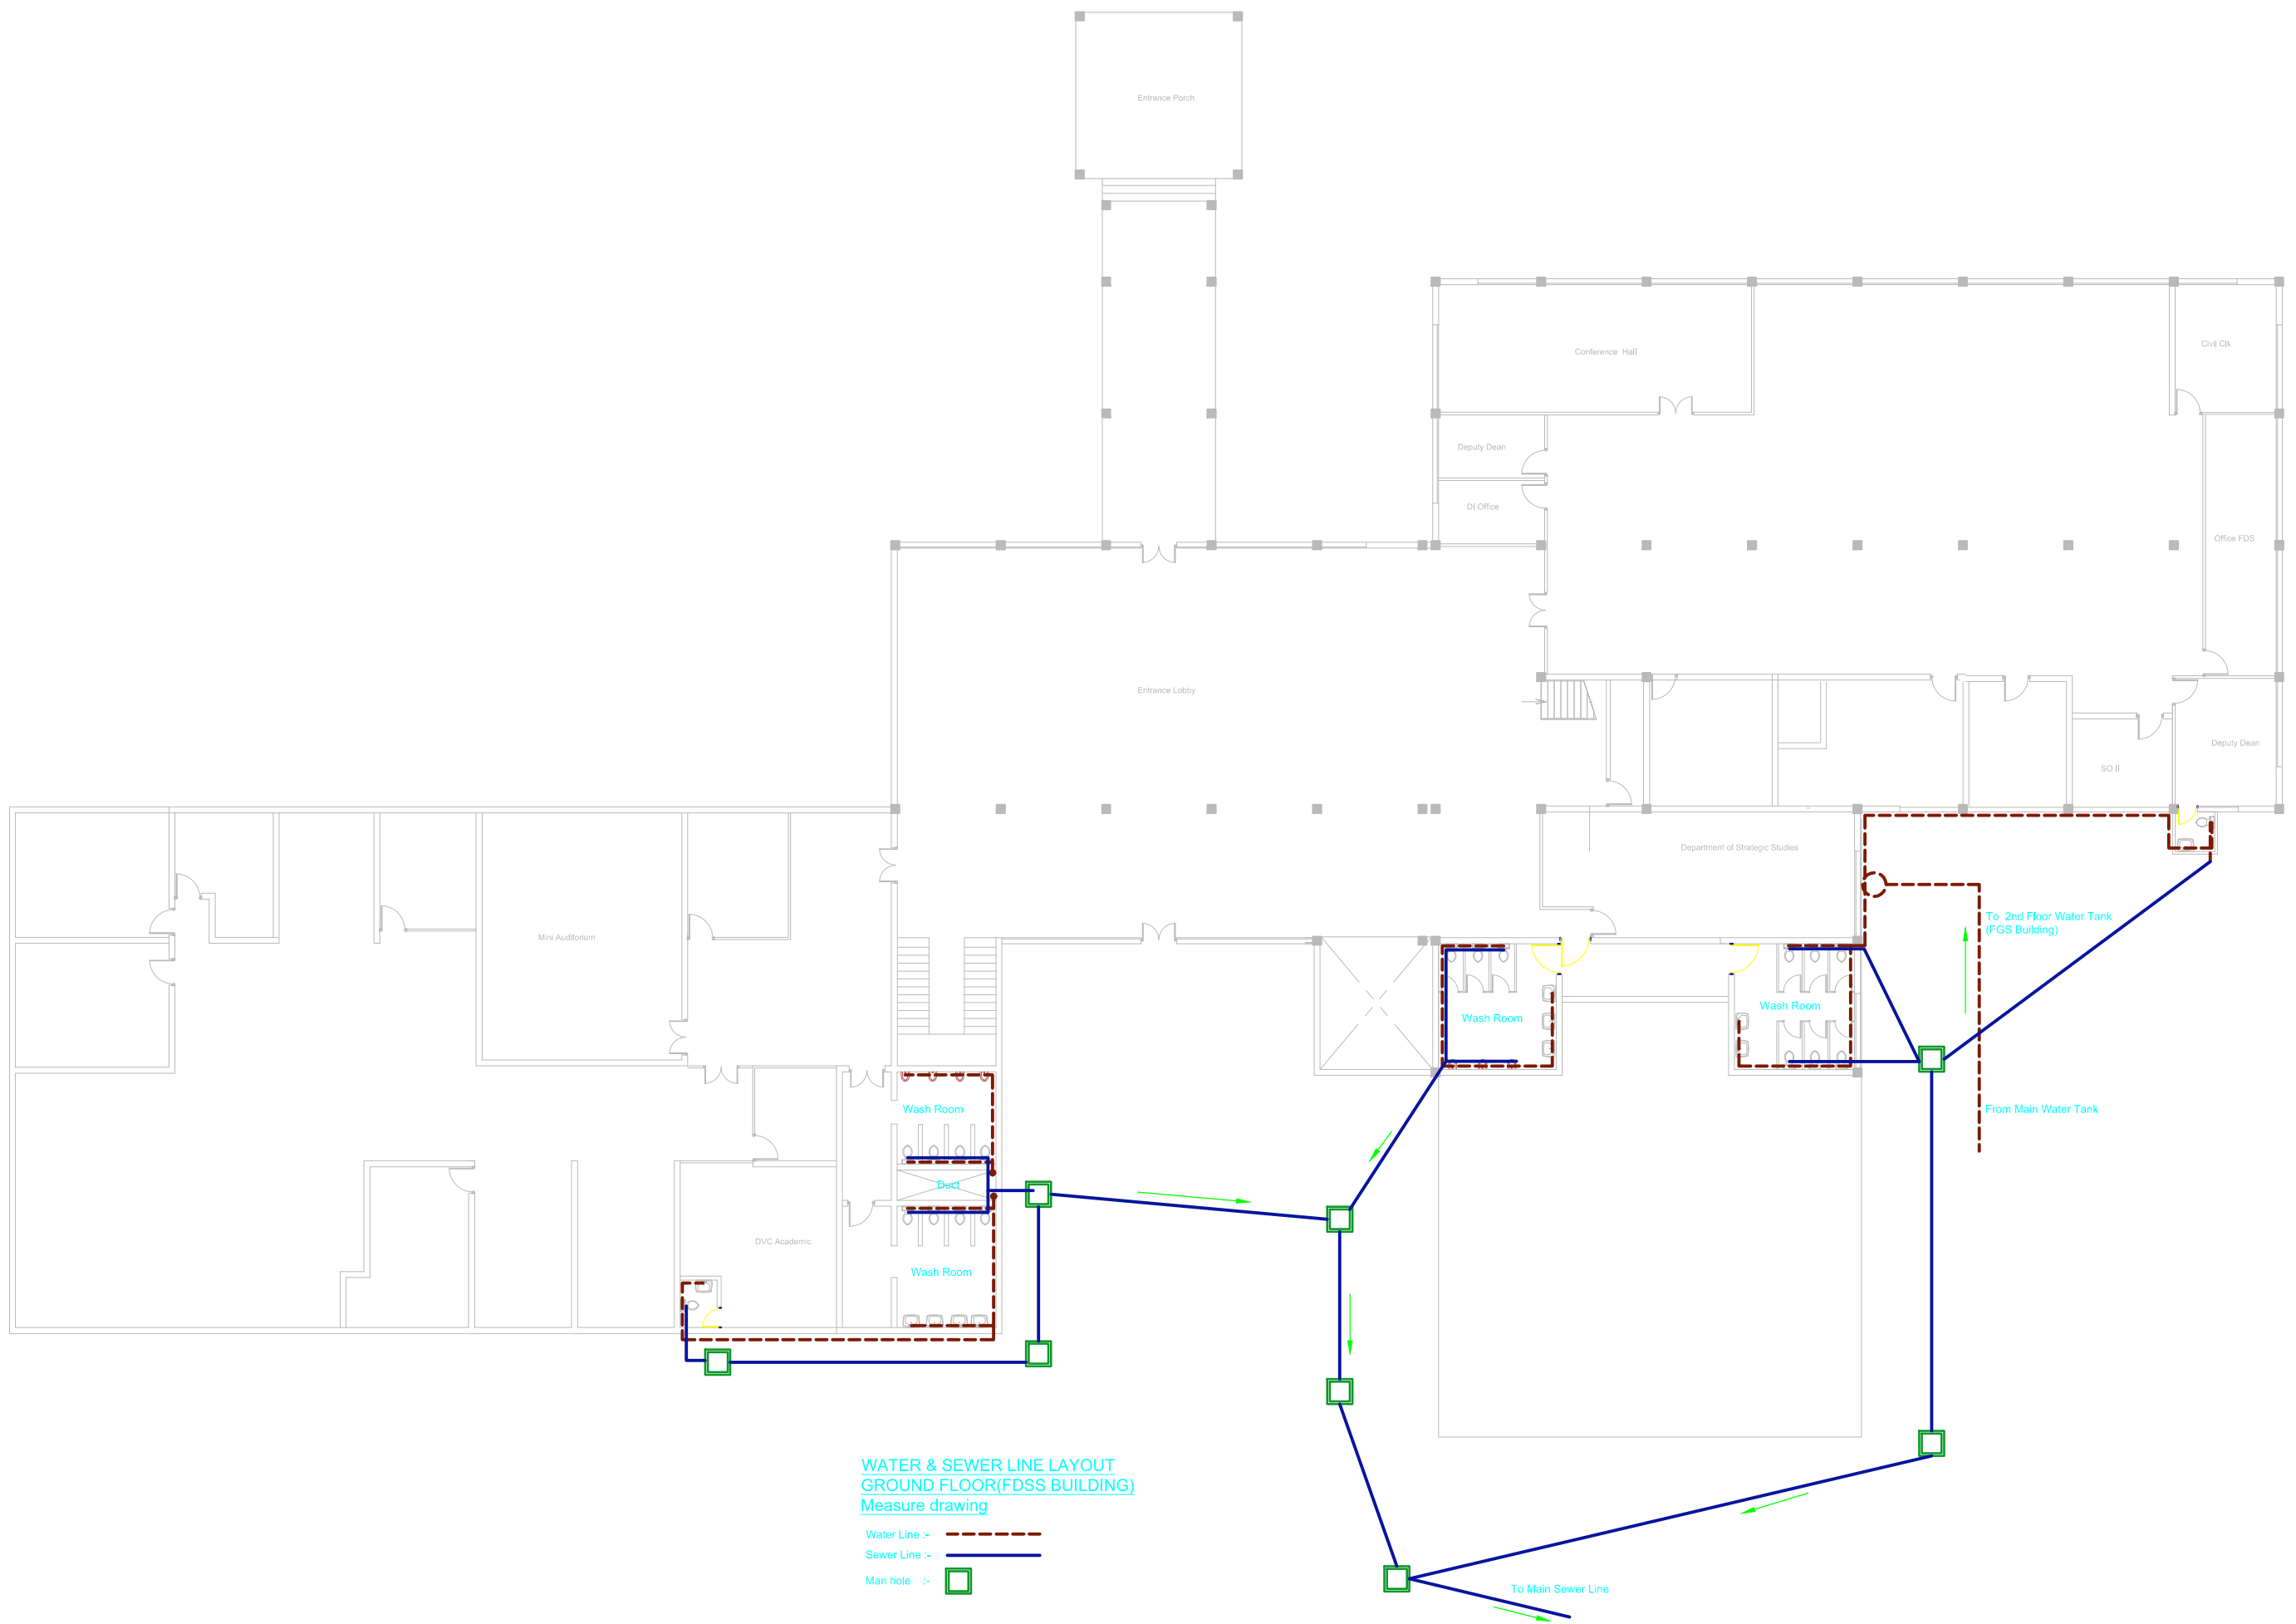 Entrance Porch
Conference Hall
Civil Clk
Deputy Dean
DI Office
Office FDS
Entrance Lobby
Deputy Dean
SO II
Department of Strategic Studies
To 2nd Floor Water Tank
(FGS Building)
Mini Auditorium
Wash Room
Wash Room
Wash Room
From Main Water Tank
Duct
DVC Academic
Wash Room
WATER & SEWER LINE LAYOUT
GROUND FLOOR(FDSS BUILDING)
Measure drawing
Water Line :-
Sewer Line :-
Man hole :-
To Main Sewer Line